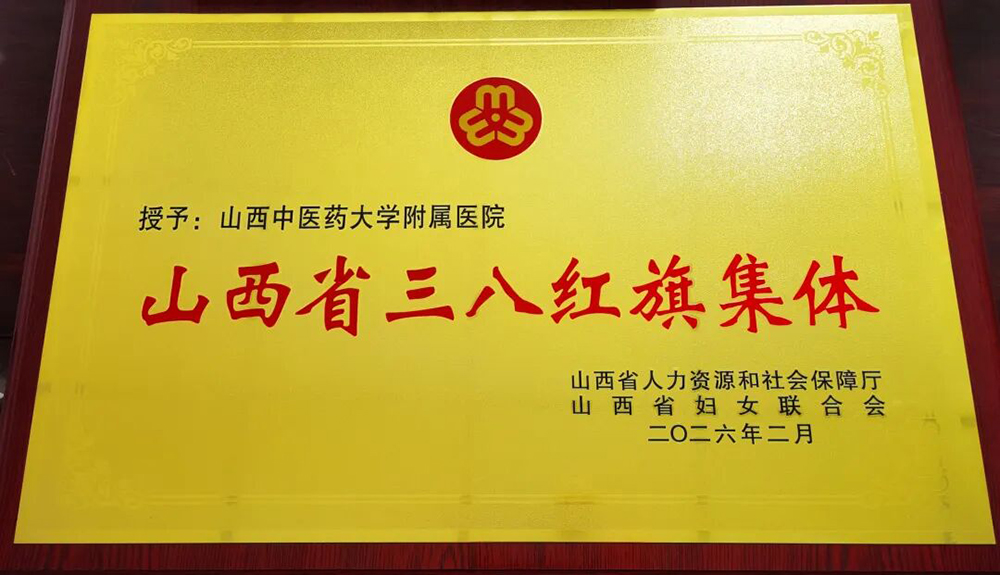 授予：山西中医药大学附属医院
山西省三八红旗集体
山西省人力资源和社会保障厅
山西省妇女联合会
二〇二六年二月